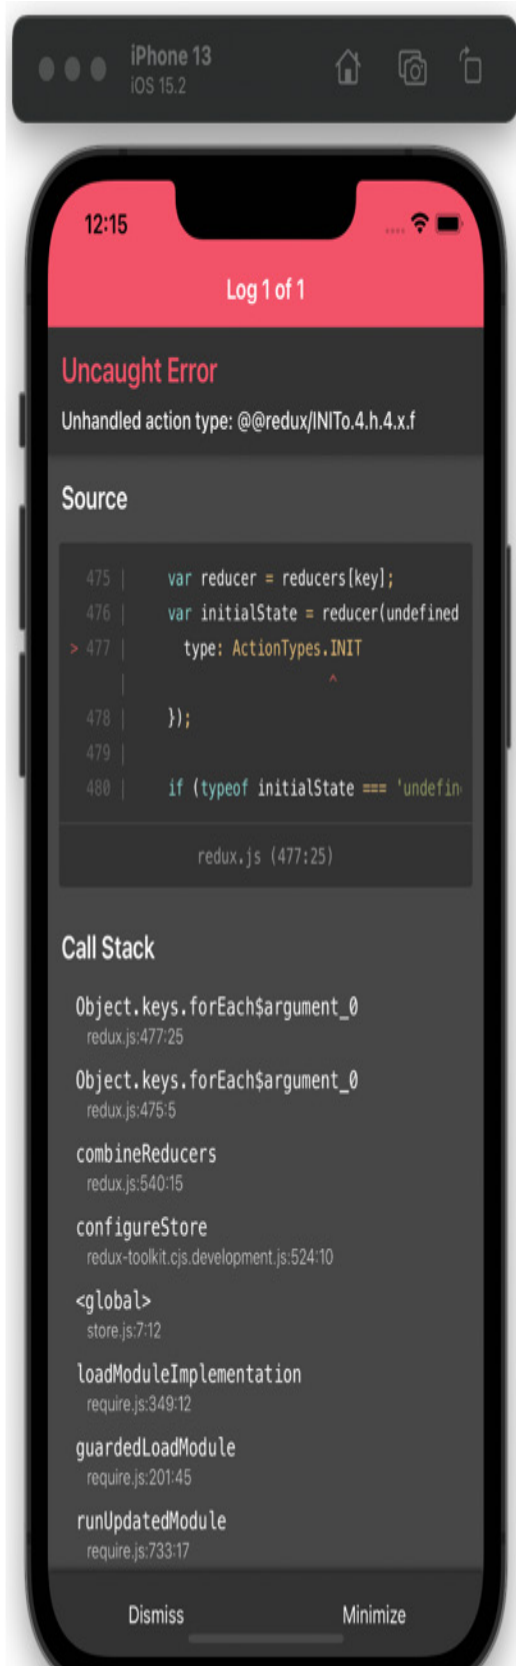 iPhone 13
iOS 15.2
12:15
Log 1 of 1
Uncaught Error
Unhandled action type: @@redux/INITo.4.h.4.x.f
Source
475 | var reducer = reducers[key];
476 | var initialState = reducer(undefined
> 477 | type: ActionTypes.INIT
| ^
478 | });
479 |
480 | if (typeof initialState === 'undefin
redux.js (477:25)
Call Stack
Object.keys.forEach$argument_0
redux.js:477:25
Object.keys.forEach$argument_0
redux.js:475:5
combineReducers
redux.js:540:15
configureStore
redux-toolkit.cjs.development.js:524:10
<global>
store.js:7:12
loadModuleImplementation
require.js:349:12
guardedLoadModule
require.js:201:45
runUpdatedModule
require.js:733:17
Dismiss Minimize